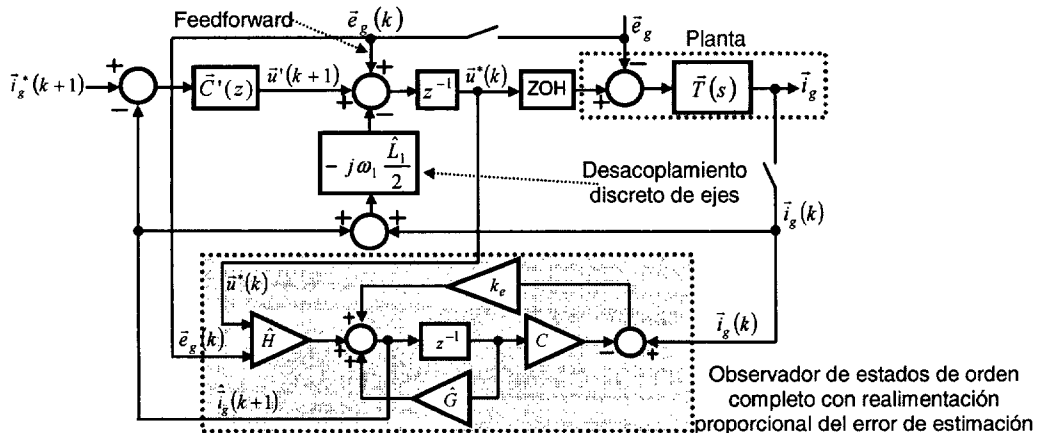 Feedforward
e⃗_g(k)
e⃗_g
Planta
i⃗_g*(k+1)
C⃗'(z)
u⃗'(k+1)
z⁻¹
u⃗*(k)
ZOH
T⃗(s)
i⃗_g
− jω₁ L̂₁/2
Desacoplamiento
discreto de ejes
i⃗_g(k)
u⃗*(k)
k_e
e⃗_g(k)
Ĥ
z⁻¹
C
i⃗_g(k)
Ĝ
î⃗_g(k+1)
Observador de estados de orden
completo con realimentación
proporcional del error de estimación